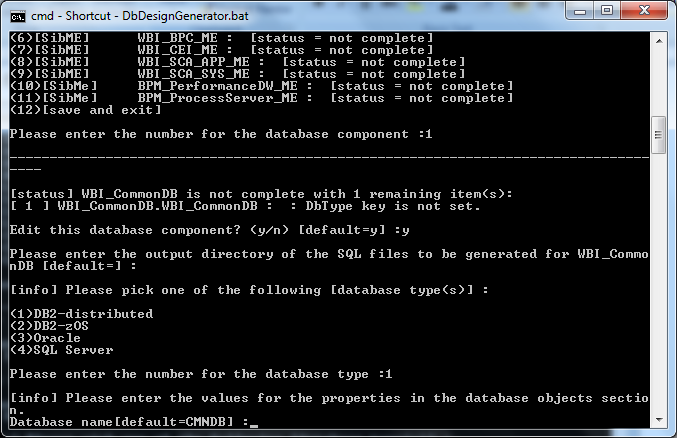 cmd - Shortcut - DbDesignGenerator.bat
(6)[SibME]      WBI_BPC_ME :  [status = not complete]
(7)[SibME]      WBI_CEI_ME :  [status = not complete]
(8)[SibME]      WBI_SCA_APP_ME :  [status = not complete]
(9)[SibME]      WBI_SCA_SYS_ME :  [status = not complete]
(10)[SibMe]     BPM_PerformanceDW_ME :  [status = not complete]
(11)[SibMe]     BPM_ProcessServer_ME :  [status = not complete]
(12)[save and exit]
Please enter the number for the database component :1
--------------------------------------------------------------------------------
----
[status] WBI_CommonDB is not complete with 1 remaining item(s):
[ 1 ] WBI_CommonDB.WBI_CommonDB :  : DbType key is not set.
Edit this database component? (y/n) [default=y] :y
Please enter the output directory of the SQL files to be generated for WBI_Commo
nDB [default=] :
[info] Please pick one of the following [database type(s)] :
(1)DB2-distributed
(2)DB2-zOS
(3)Oracle
(4)SQL Server
Please enter the number for the database type :1
[info] Please enter the values for the properties in the database objects sectio
n.
Database name[default=CMNDB] :_